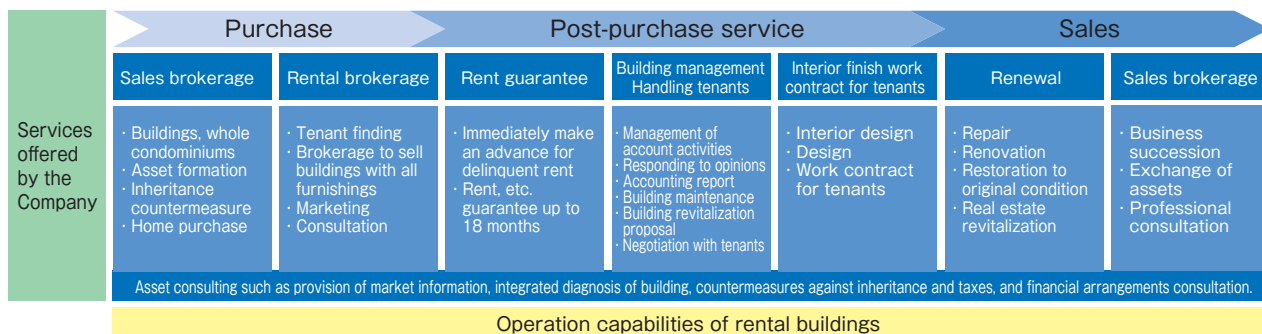 Purchase
Post-purchase service
Sales
Services
offered
by the
Company
Sales brokerage
· Buildings, whole
condominiums
· Asset formation
· Inheritance
countermeasure
· Home purchase
Rental brokerage
· Tenant finding
· Brokerage to sell
buildings with all
furnishings
· Marketing
· Consultation
Rent guarantee
· Immediately make
an advance for
delinquent rent
· Rent, etc.
guarantee up to
18 months
Building management
Handling tenants
· Management of
account activities
· Responding to opinions
· Accounting report
· Building maintenance
· Building revitalization
proposal
· Negotiation with tenants
Interior finish work
contract for tenants
· Interior design
· Design
· Work contract
for tenants
Renewal
· Repair
· Renovation
· Restoration to
original condition
· Real estate
revitalization
Sales brokerage
· Business
succession
· Exchange of
assets
· Professional
consultation
Asset consulting such as provision of market information, integrated diagnosis of building, countermeasures against inheritance and taxes, and financial arrangements consultation.
Operation capabilities of rental buildings